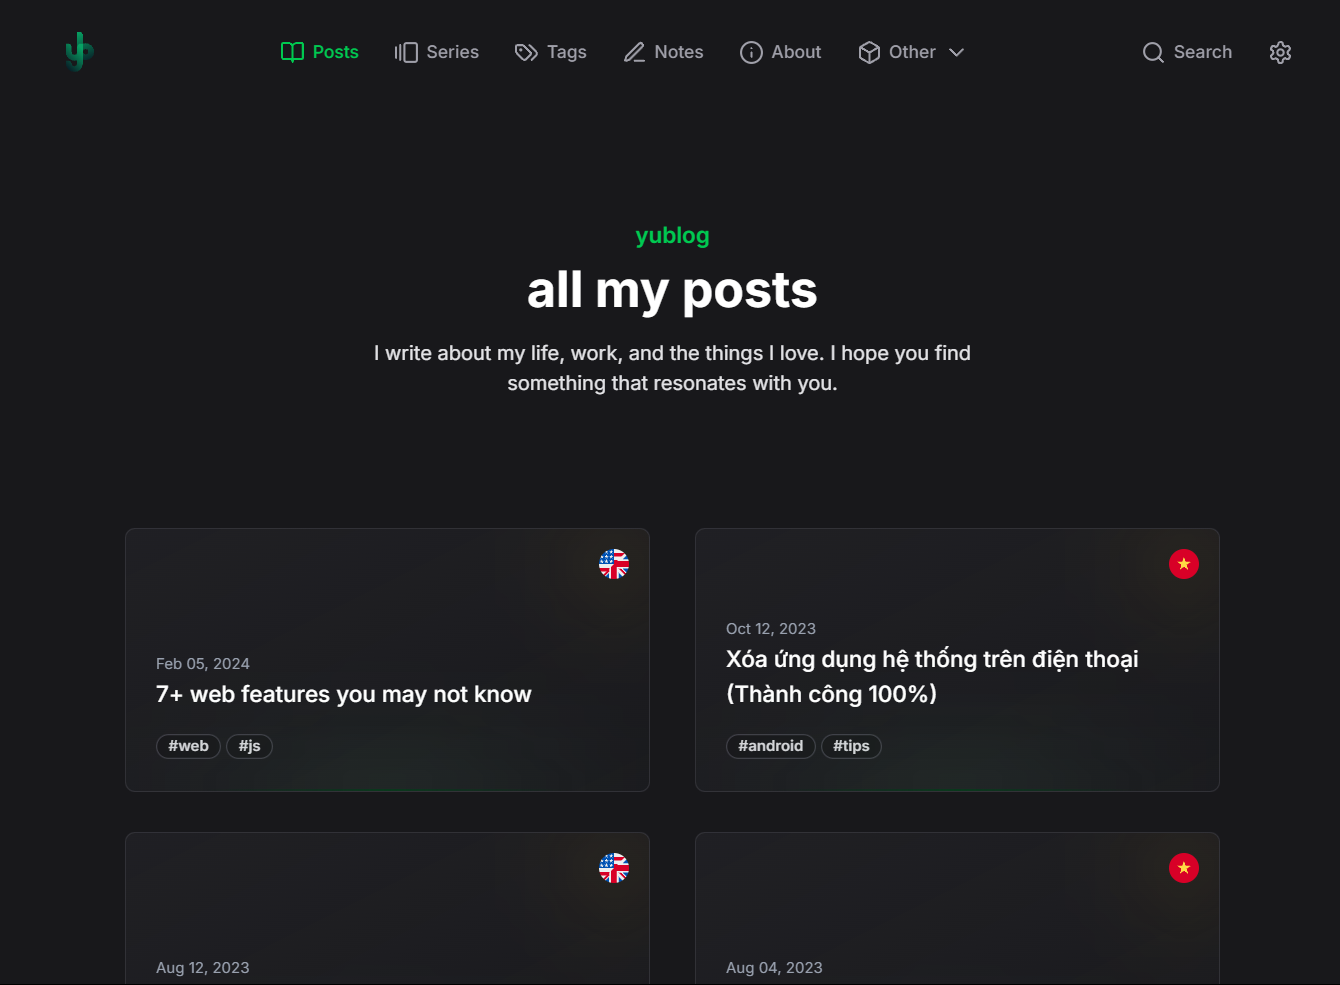 Posts
Series
Tags
Notes
About
Other
Search
yublog
all my posts
I write about my life, work, and the things I love. I hope you find
something that resonates with you.
Feb 05, 2024
7+ web features you may not know
#web #js
Oct 12, 2023
Xóa ứng dụng hệ thống trên điện thoại
(Thành công 100%)
#android #tips
Aug 12, 2023
Aug 04, 2023